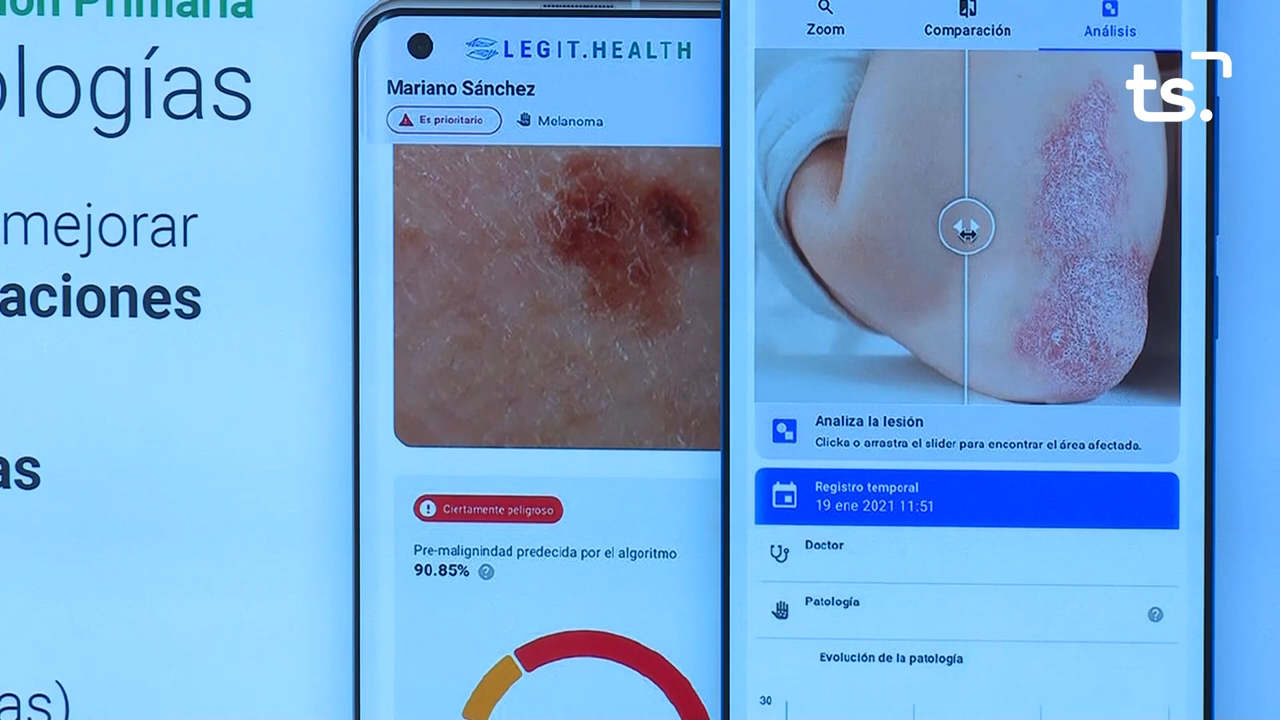 ón Primaria
ologías
mejorar
aciones
as
as)
LEGIT.HEALTH
Mariano Sánchez
Es prioritario
Melanoma
Ciertamente peligroso
Pre-malignindad predecida por el algoritmo
90.85%
Zoom
Comparación
Análisis
ts.
Analiza la lesión
Clicka o arrastra el slider para encontrar el área afectada.
Registro temporal
19 ene 2021 11:51
Doctor
Patología
Evolución de la patología
30